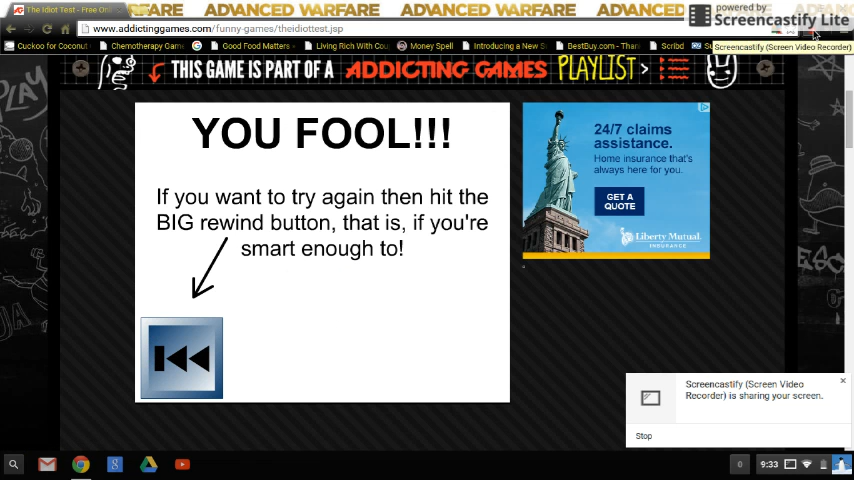 ADVANCED WARFARE ADVANCED WARFARE ADVANCED WARFARE
powered by
Screencastify Lite
The Idiot Test - Free Onl
www.addictinggames.com/funny-games/theidiottest.jsp
Cuckoo for Coconut Chemotherapy Game Good Food Matters Living Rich With Cou Money Spell Introducing a New S BestBuy.com - Than Scribd
Screencastify (Screen Video Recorder)
THIS GAME IS PART OF A ADDICTING GAMES PLAYLIST >
YOU FOOL!!!
If you want to try again then hit the
BIG rewind button, that is, if you're
smart enough to!
24/7 claims
assistance.
Home insurance that's
always here for you.
GET A
QUOTE
Liberty Mutual
INSURANCE
Screencastify (Screen Video
Recorder) is sharing your screen.
Stop
0
9:33